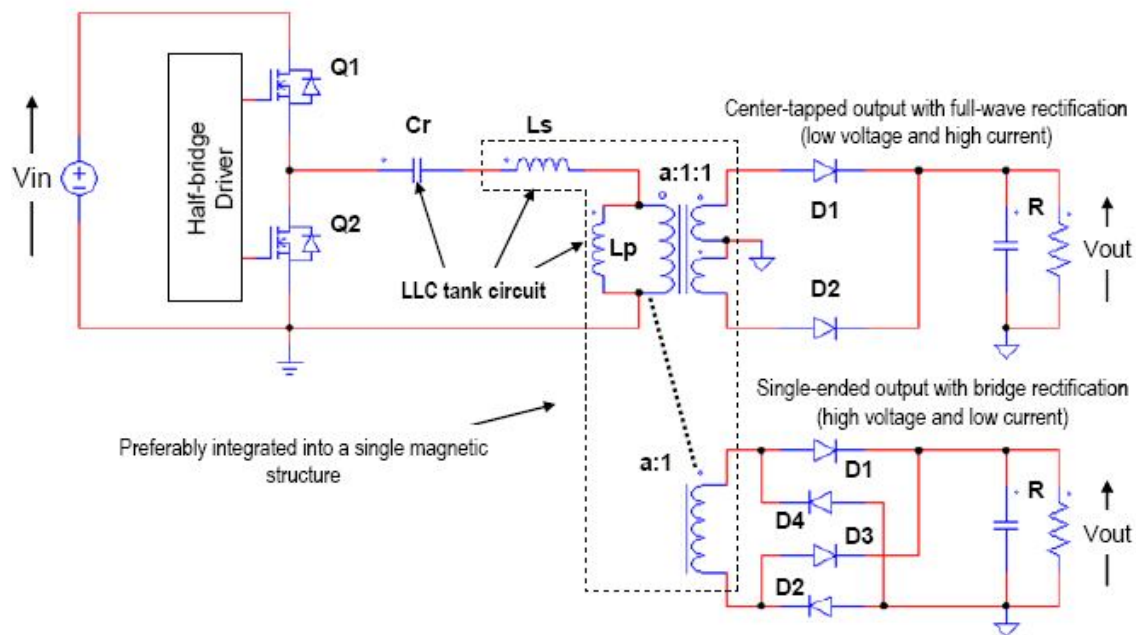 Q1
Center-tapped output with full-wave rectification
(low voltage and high current)
Cr
Ls
Half-bridge
Driver
Vin
a:1:1
D1
R
Vout
Q2
Lp
LLC tank circuit
D2
Single-ended output with bridge rectification
(high voltage and low current)
Preferably integrated into a single magnetic
structure
a:1
D1
R
D4
D3
Vout
D2